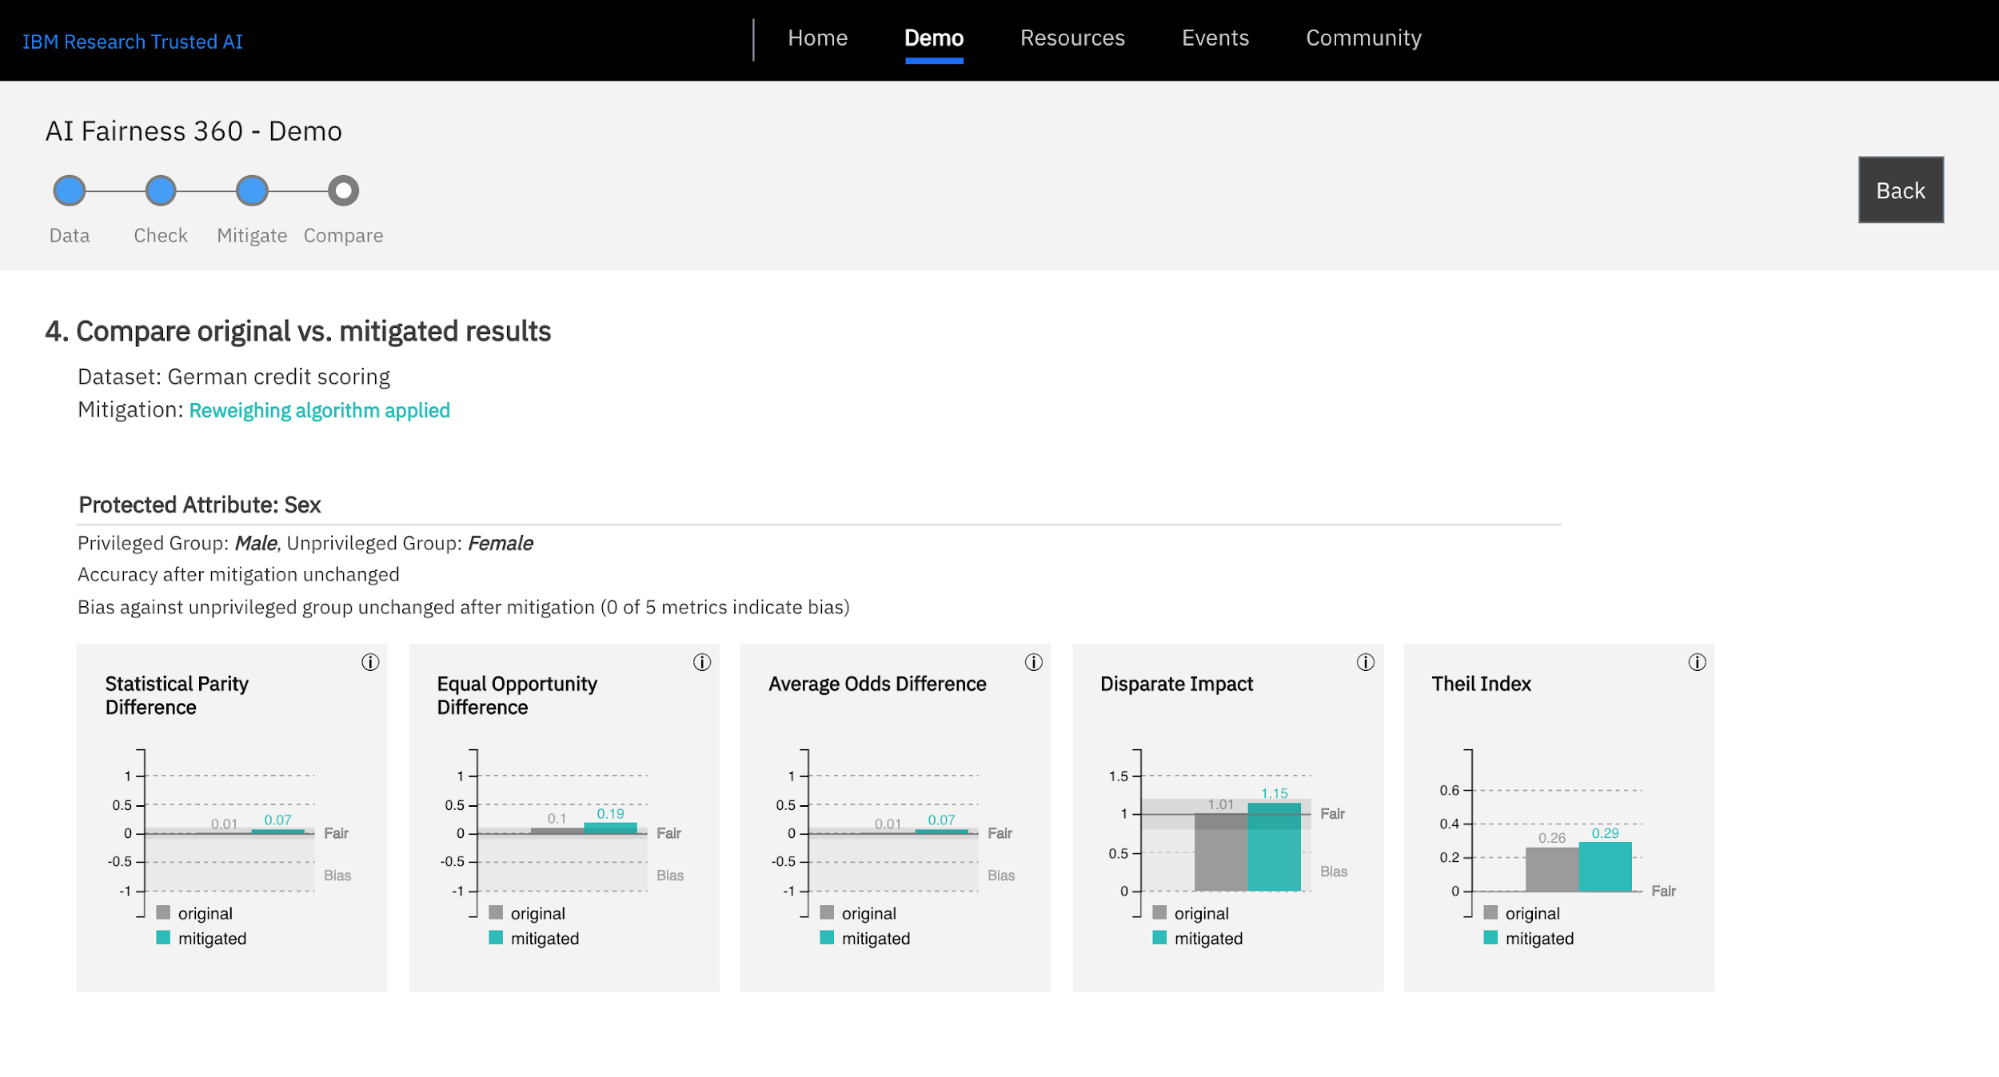 IBM Research Trusted AI
Home Demo Resources Events Community
AI Fairness 360 - Demo
Data Check Mitigate Compare
Back
4. Compare original vs. mitigated results
Dataset: German credit scoring
Mitigation: Reweighing algorithm applied
Protected Attribute: Sex
Privileged Group: Male, Unprivileged Group: Female
Accuracy after mitigation unchanged
Bias against unprivileged group unchanged after mitigation (0 of 5 metrics indicate bias)
Statistical Parity
Difference
1
0.5
0
-0.5
-1
0.01
0.07
Fair
Bias
original
mitigated
Equal Opportunity
Difference
1
0.5
0
-0.5
-1
0.1
0.19
Fair
Bias
original
mitigated
Average Odds Difference
1
0.5
0
-0.5
-1
0.01
0.07
Fair
Bias
original
mitigated
Disparate Impact
1.5
1
0.5
0
1.01
1.15
Fair
Bias
original
mitigated
Theil Index
0.6
0.4
0.2
0
0.26
0.29
Fair
original
mitigated